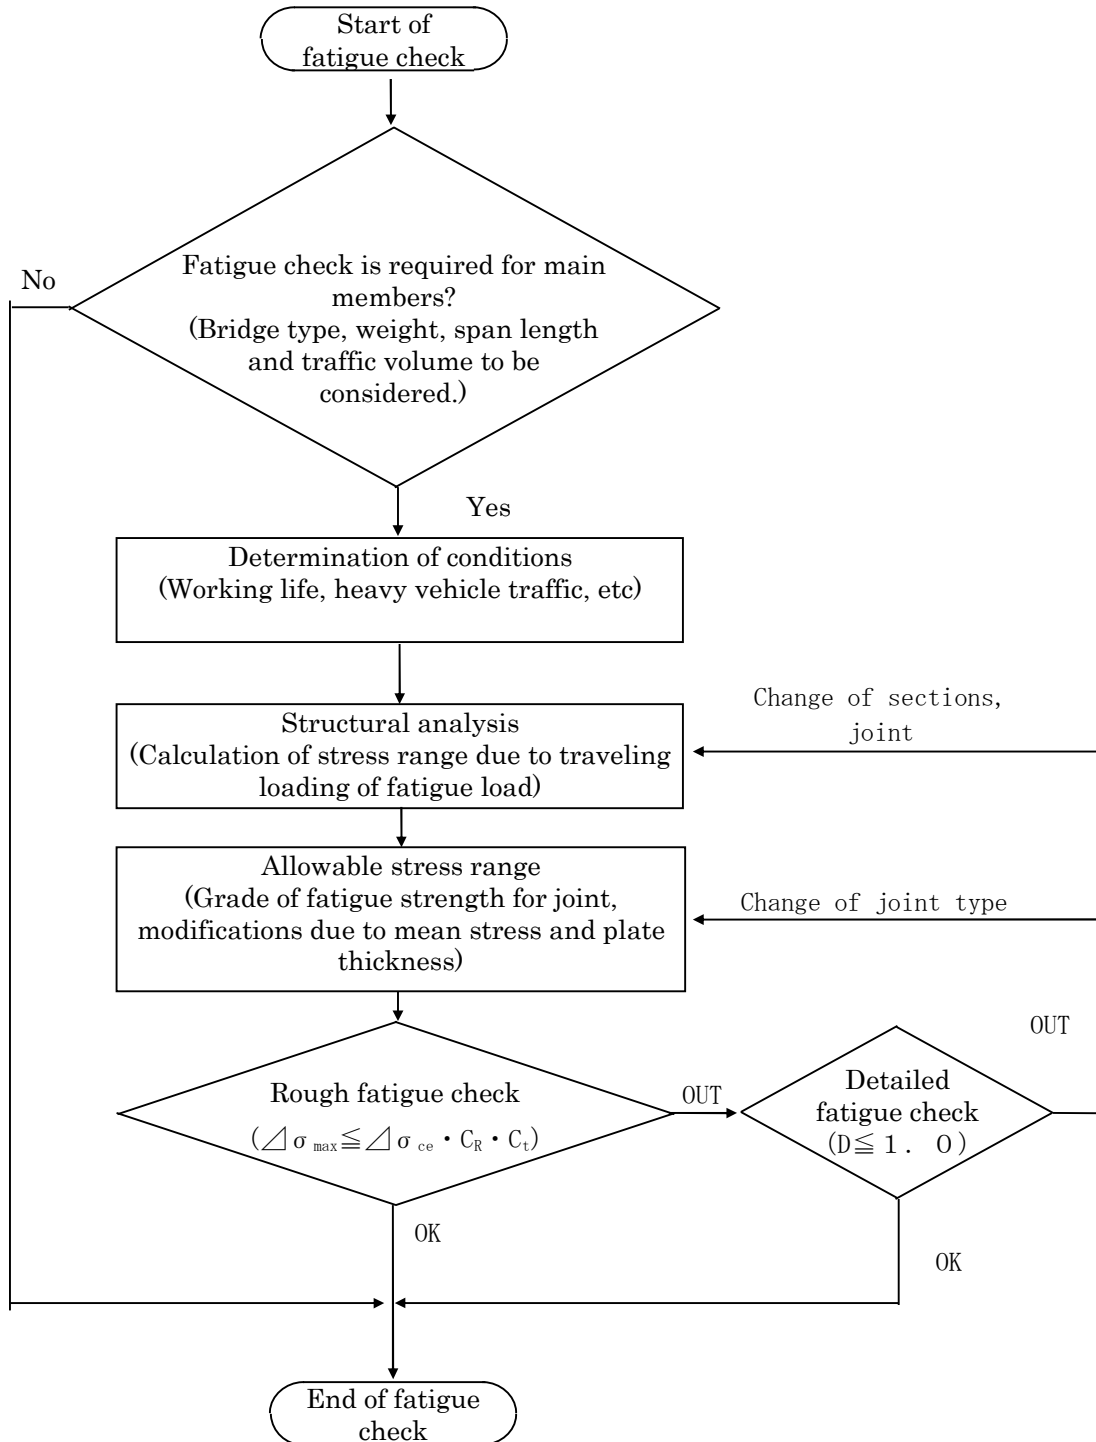 Start of
fatigue check
No
Fatigue check is required for main
members?
(Bridge type, weight, span length
and traffic volume to be
considered.)
Yes
Determination of conditions
(Working life, heavy vehicle traffic, etc)
Change of sections,
joint
Structural analysis
(Calculation of stress range due to traveling
loading of fatigue load)
Allowable stress range
(Grade of fatigue strength for joint,
modifications due to mean stress and plate
thickness)
Change of joint type
OUT
Rough fatigue check
(⊿σmax≦⊿σce・CR・Ct)
OUT
Detailed
fatigue check
(D≦１．０)
OK
OK
End of fatigue
check